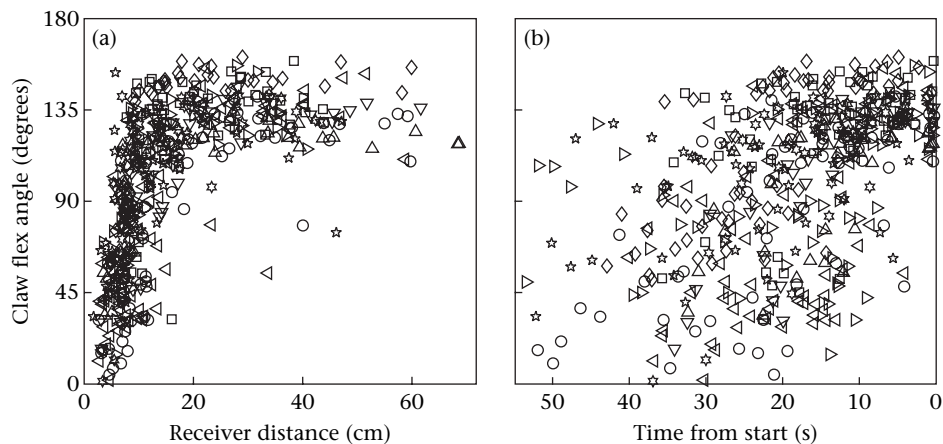 180
(a)
(b)
135
90
45
0
Claw flex angle (degrees)
0 20 40 60
50 40 30 20 10 0
Receiver distance (cm)
Time from start (s)